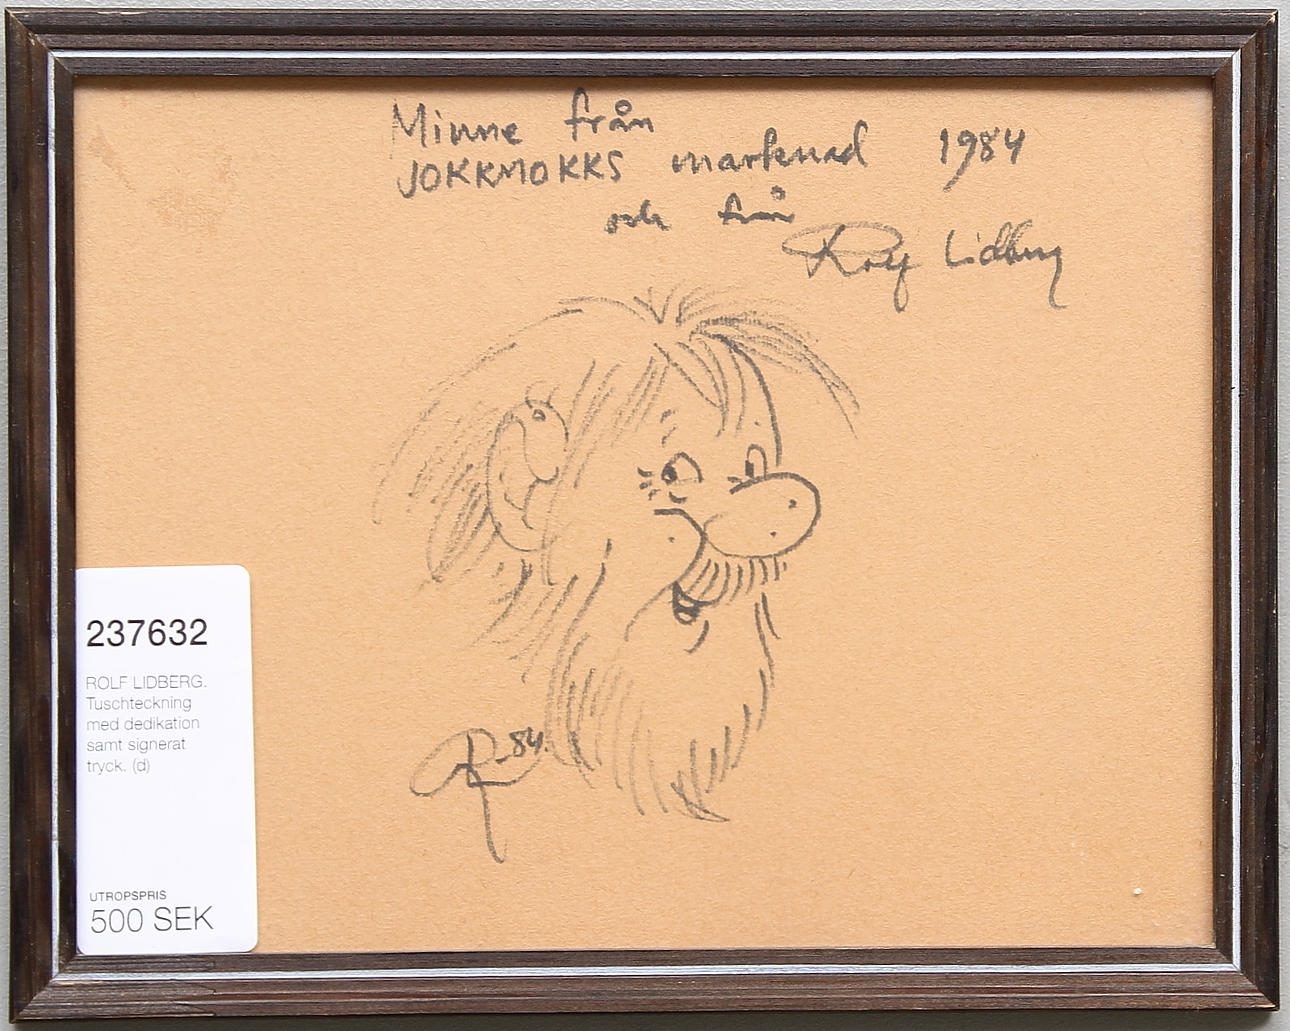 Minne från
JOKKMOKKS marknad 1984
och från
Rolf Lidberg
R-84.
237632
ROLF LIDBERG.
Tuschteckning
med dedikation
samt signerat
tryck. (d)
UTROPSPRIS
500 SEK